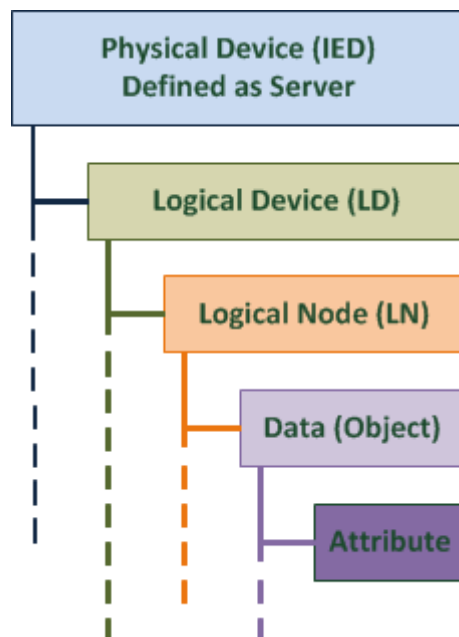 Physical Device (IED)
Defined as Server
Logical Device (LD)
Logical Node (LN)
Data (Object)
Attribute